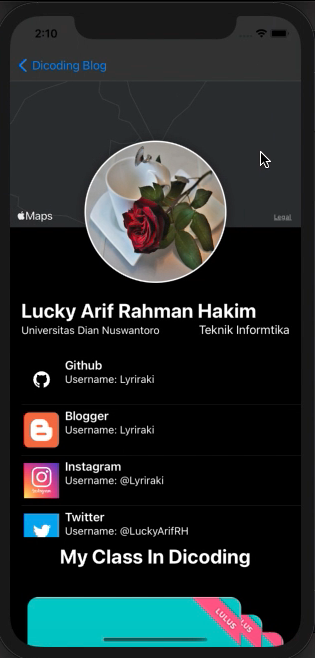 2:10
Dicoding Blog
Maps
Legal
Lucky Arif Rahman Hakim
Universitas Dian Nuswantoro
Teknik Informtika
Github
Username: Lyriraki
Blogger
Username: Lyriraki
Instagram
Username: @Lyriraki
Twitter
Username: @LuckyArifRH
My Class In Dicoding
LULUS